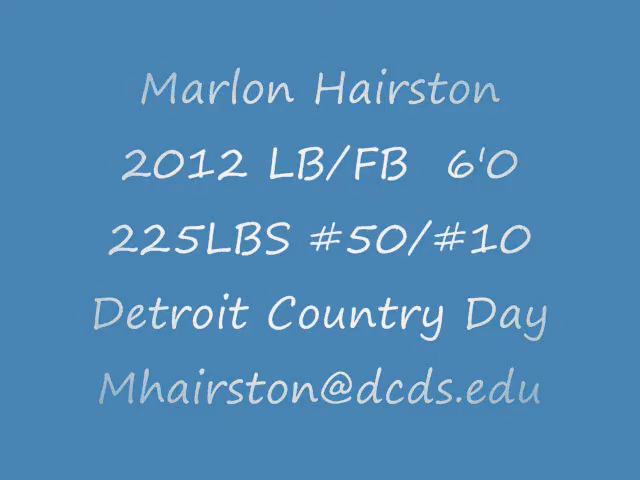 Marlon Hairston
2012 LB/FB 6'0
225LBS #50/#10
Detroit Country Day
Mhairston@dcds.edu